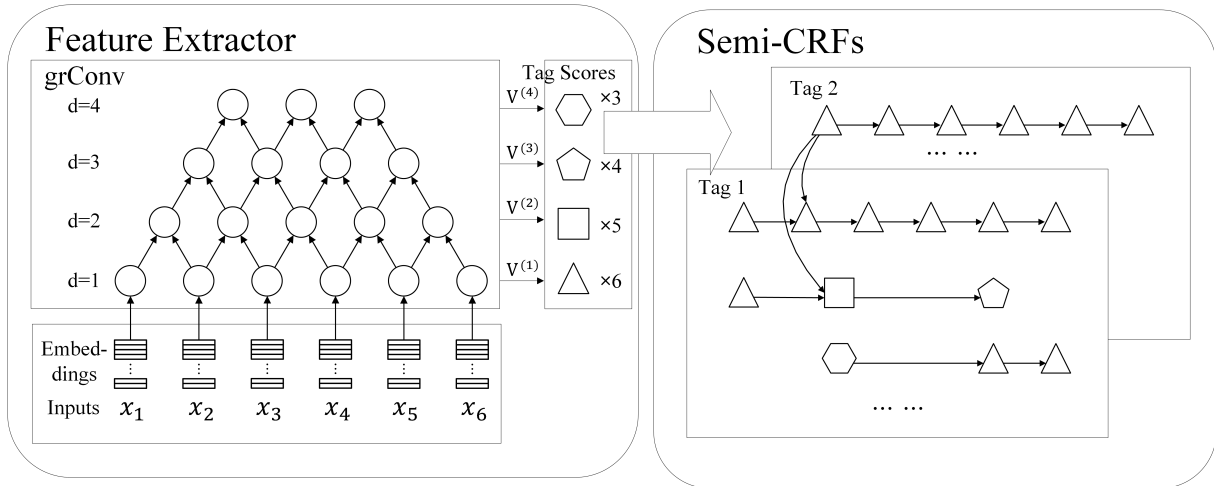 Feature Extractor
grConv
Tag Scores
d=4
V⁽⁴⁾
×3
d=3
V⁽³⁾
×4
d=2
V⁽²⁾
×5
d=1
V⁽¹⁾
×6
Embed-
dings
Inputs
x₁ x₂ x₃ x₄ x₅ x₆
Semi-CRFs
Tag 2
... ...
Tag 1
... ...